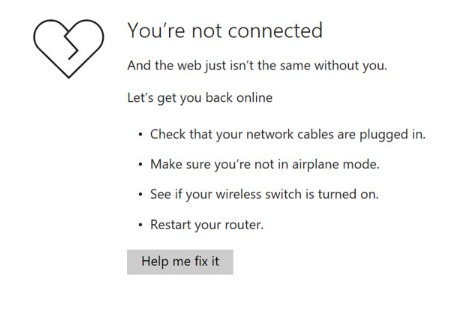 You're not connected
And the web just isn't the same without you.
Let's get you back online
• Check that your network cables are plugged in.
• Make sure you're not in airplane mode.
• See if your wireless switch is turned on.
• Restart your router.
Help me fix it